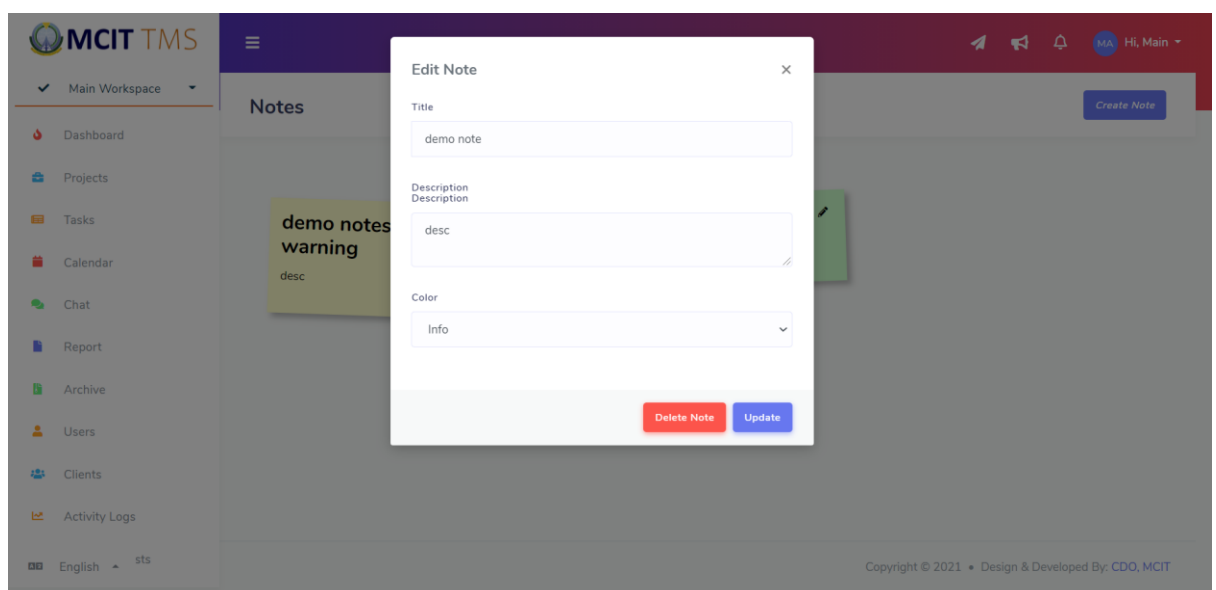 MCIT TMS
MA Hi, Main
Main Workspace
Notes
Create Note
Dashboard
Projects
Tasks
Calendar
Chat
Report
Archive
Users
Clients
Activity Logs
English sts
demo notes
warning
desc
Edit Note
×
Title
demo note
Description
Description
desc
Color
Info
Delete Note Update
Copyright © 2021 • Design & Developed By: CDO, MCIT